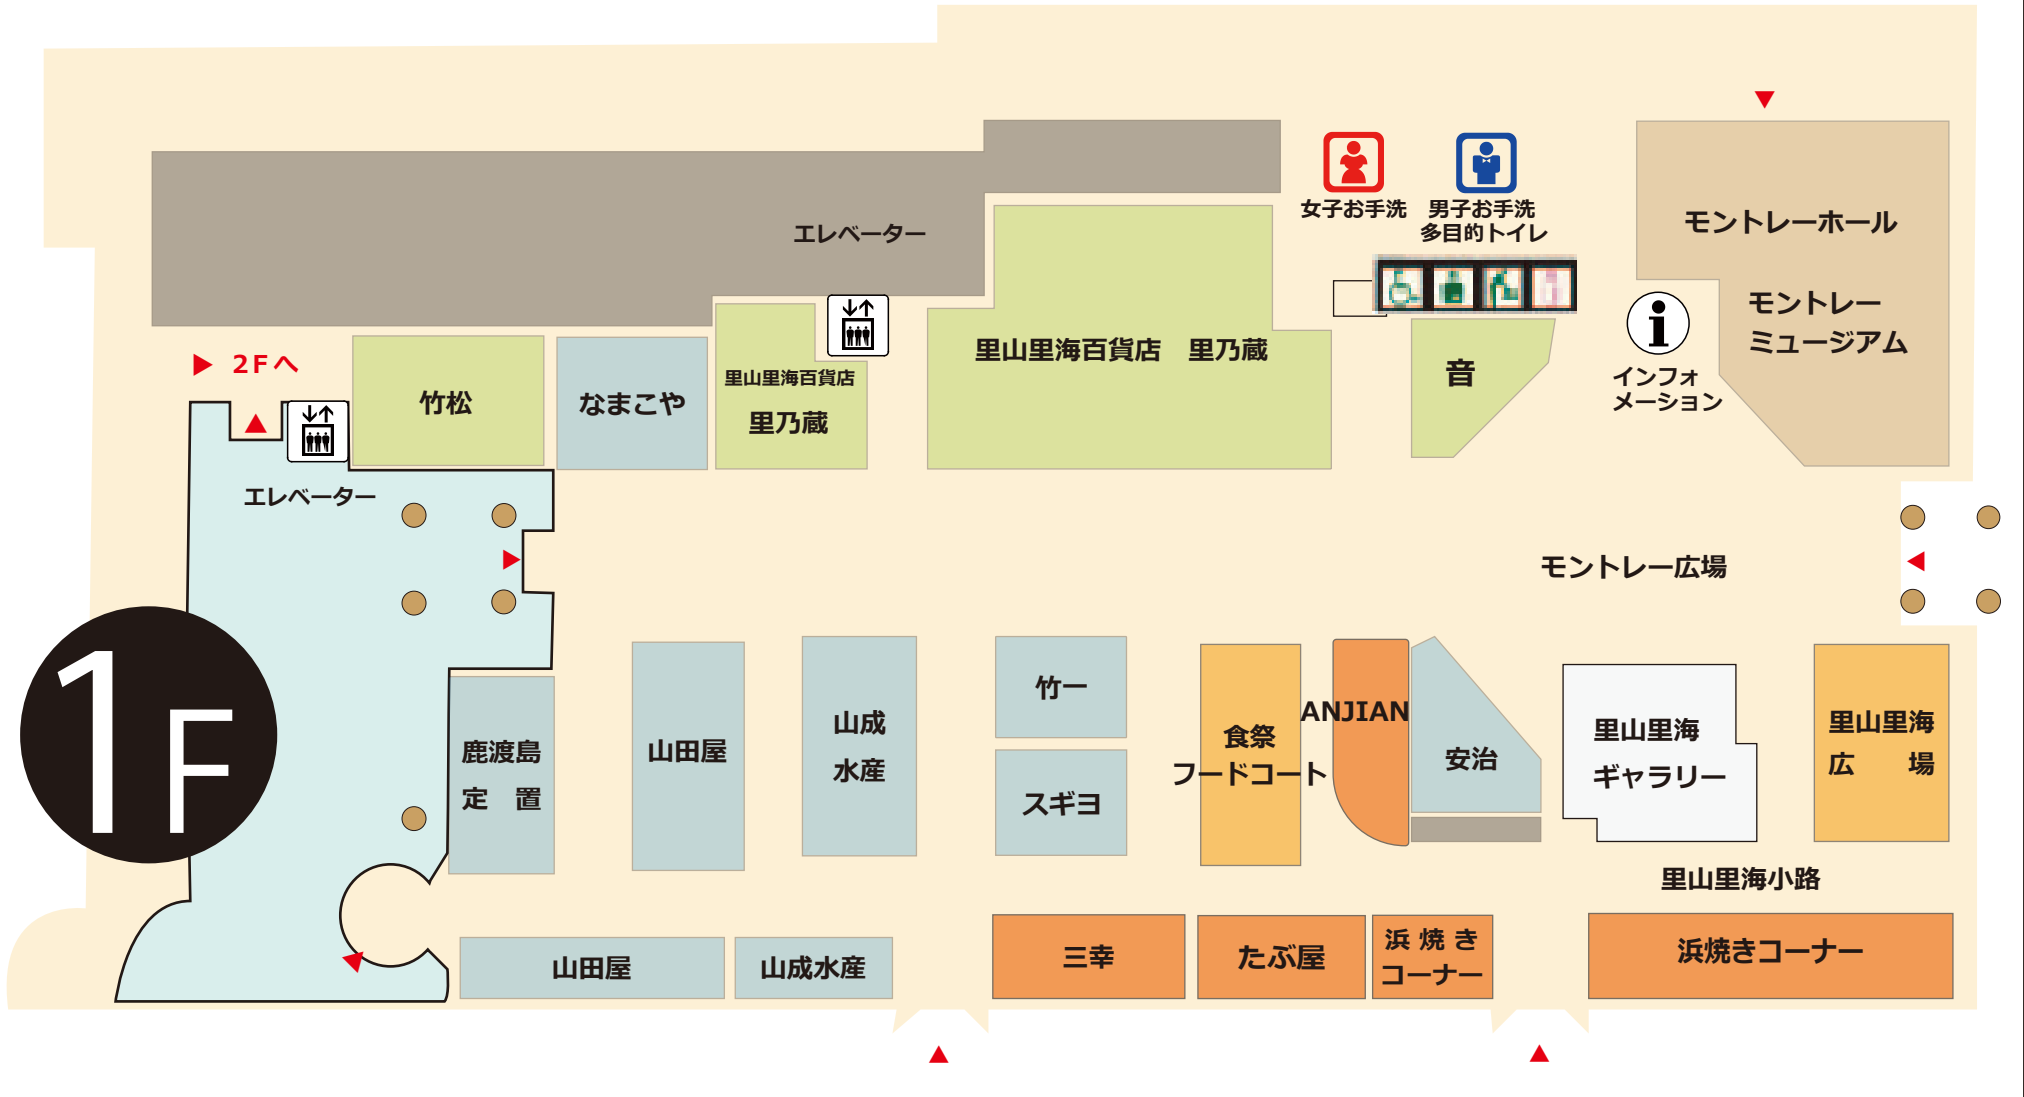 女子お手洗
男子お手洗
多目的トイレ
モントレーホール
エレベーター
モントレー
ミュージアム
里山里海百貨店　里乃蔵
2Fへ
竹松
なまこや
里山里海百貨店
里乃蔵
音
インフォ
メーション
エレベーター
モントレー広場
1F
鹿渡島
定　置
山田屋
山成
水産
竹一
スギヨ
食祭
フードコート
ANJIAN
安治
里山里海
ギャラリー
里山里海
広　　場
里山里海小路
山田屋
山成水産
三幸
たぶ屋
浜 焼 き
コーナー
浜焼きコーナー